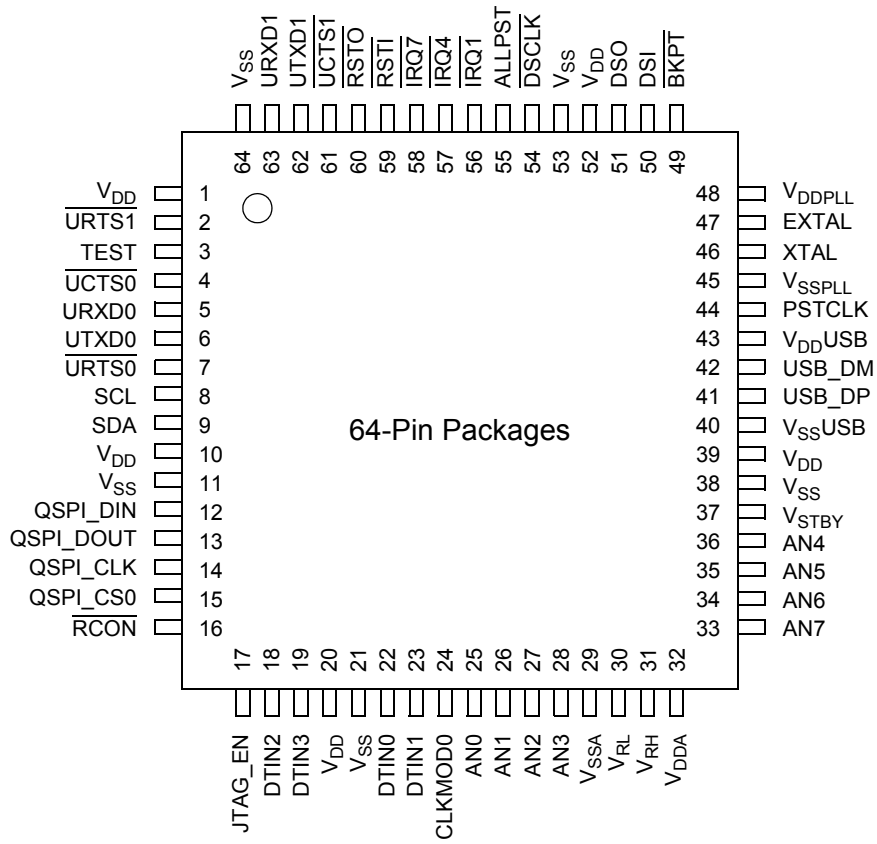 VSS
URXD1
UTXD1
UCTS1
RSTO
RSTI
IRQ7
IRQ4
IRQ1
ALLPST
DSCLK
VSS
VDD
DSO
DSI
BKPT
64
63
62
61
60
59
58
57
56
55
54
53
52
51
50
49
VDD 1
URTS1 2
TEST 3
UCTS0 4
URXD0 5
UTXD0 6
URTS0 7
SCL 8
SDA 9
VDD 10
VSS 11
QSPI_DIN 12
QSPI_DOUT 13
QSPI_CLK 14
QSPI_CS0 15
RCON 16
64-Pin Packages
48 VDDPLL
47 EXTAL
46 XTAL
45 VSSPLL
44 PSTCLK
43 VDDUSB
42 USB_DM
41 USB_DP
40 VSSUSB
39 VDD
38 VSS
37 VSTBY
36 AN4
35 AN5
34 AN6
33 AN7
17
18
19
20
21
22
23
24
25
26
27
28
29
30
31
32
JTAG_EN
DTIN2
DTIN3
VDD
VSS
DTIN0
DTIN1
CLKMOD0
AN0
AN1
AN2
AN3
VSSA
VRL
VRH
VDDA